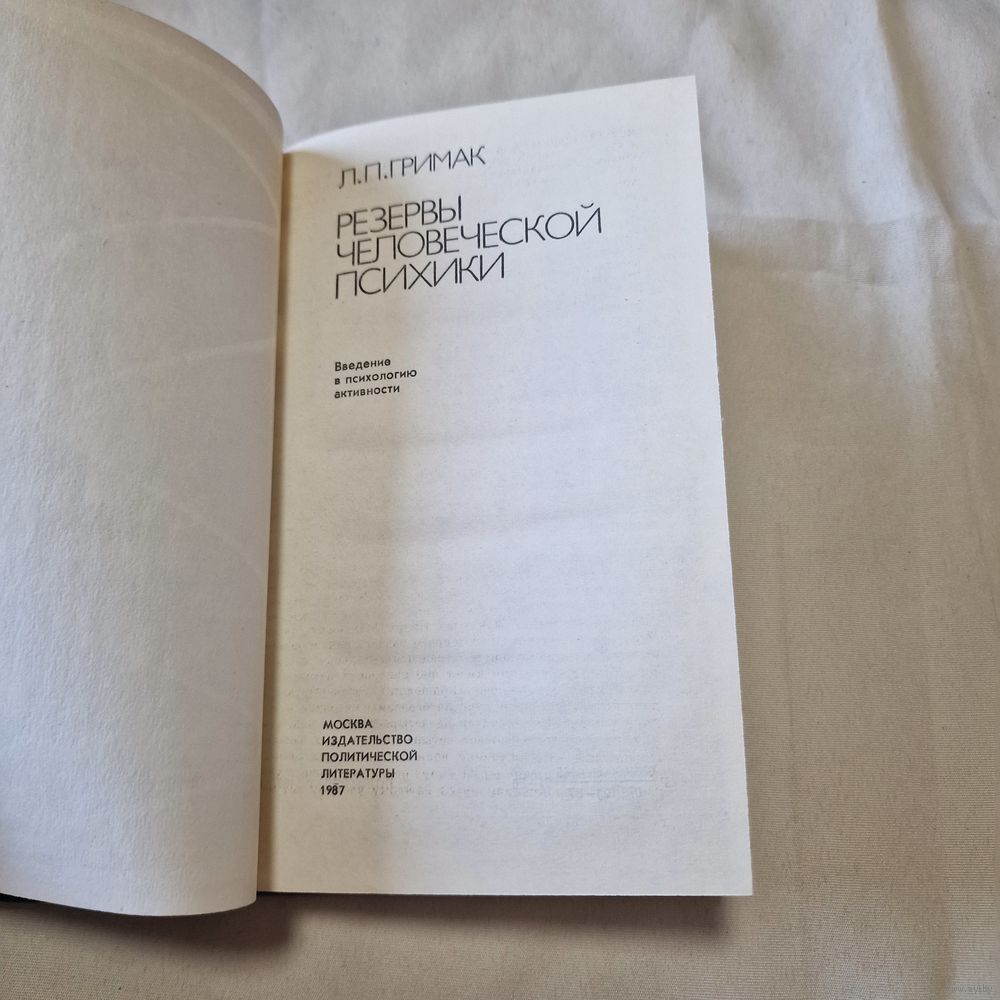 Л.П.ГРИМАК
РЕЗЕРВЫ
ЧЕЛОВЕЧЕСКОЙ
ПСИХИКИ
Введение
в психологию
активности
МОСКВА
ИЗДАТЕЛЬСТВО
ПОЛИТИЧЕСКОЙ
ЛИТЕРАТУРЫ
1987